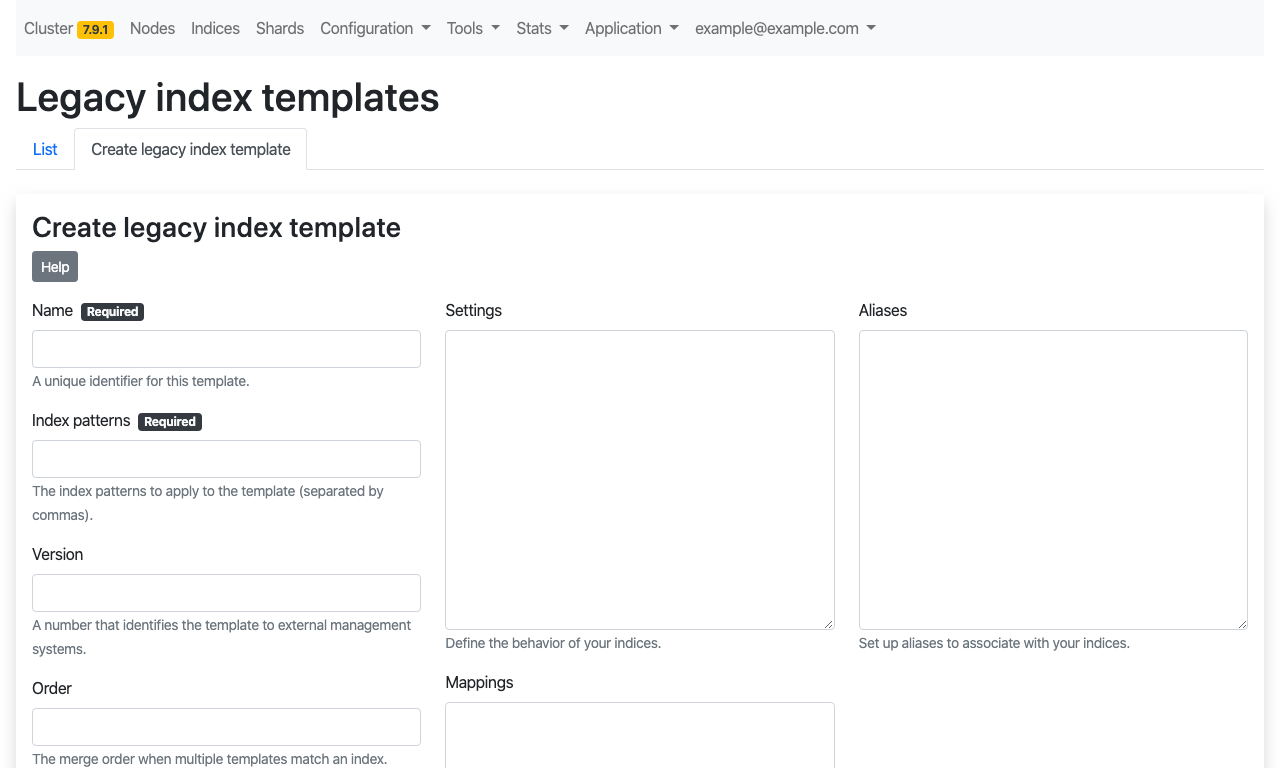 Cluster 7.9.1 Nodes Indices Shards Configuration Tools Stats Application example@example.com
Legacy index templates
List Create legacy index template
Create legacy index template
Help
Name Required
A unique identifier for this template.
Index patterns Required
The index patterns to apply to the template (separated by
commas).
Version
A number that identifies the template to external management
systems.
Order
The merge order when multiple templates match an index.
Settings
Define the behavior of your indices.
Mappings
Aliases
Set up aliases to associate with your indices.